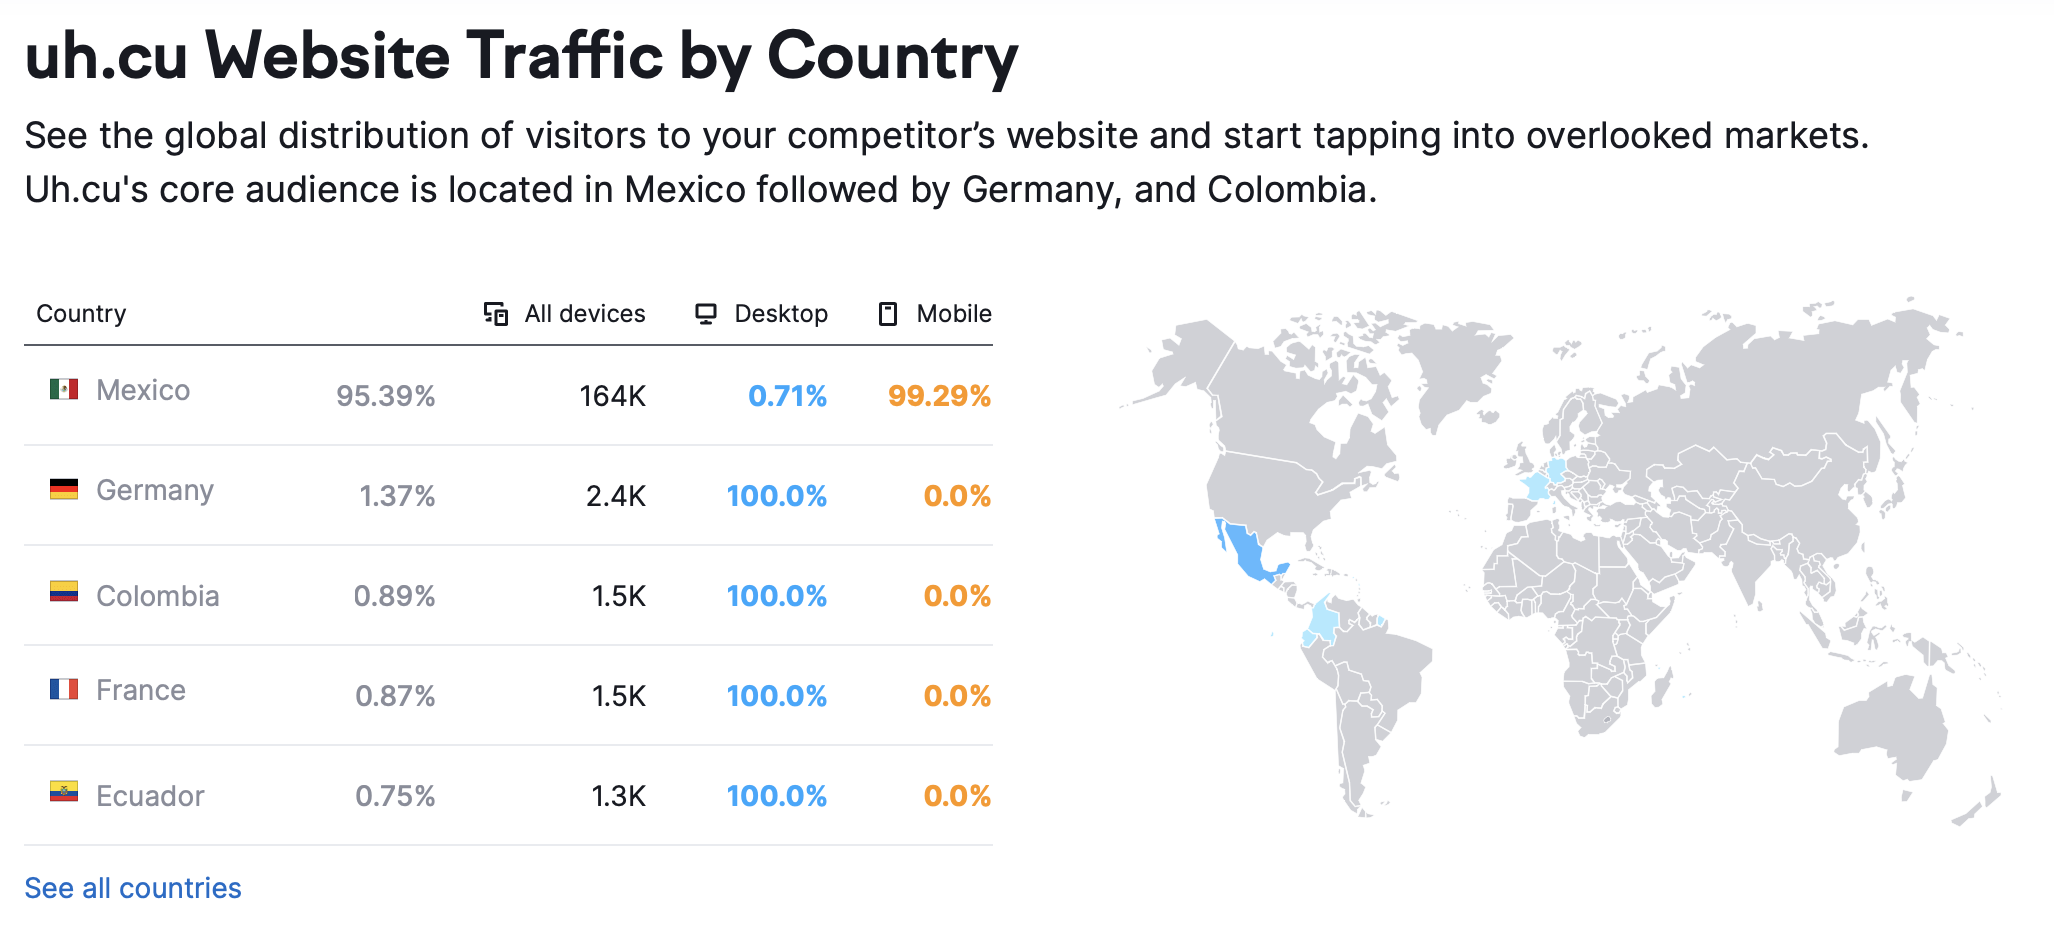 uh.cu Website Traffic by Country
See the global distribution of visitors to your competitor’s website and start tapping into overlooked markets.
Uh.cu's core audience is located in Mexico followed by Germany, and Colombia.
Country All devices Desktop Mobile
Mexico 95.39% 164K 0.71% 99.29%
Germany 1.37% 2.4K 100.0% 0.0%
Colombia 0.89% 1.5K 100.0% 0.0%
France 0.87% 1.5K 100.0% 0.0%
Ecuador 0.75% 1.3K 100.0% 0.0%
See all countries